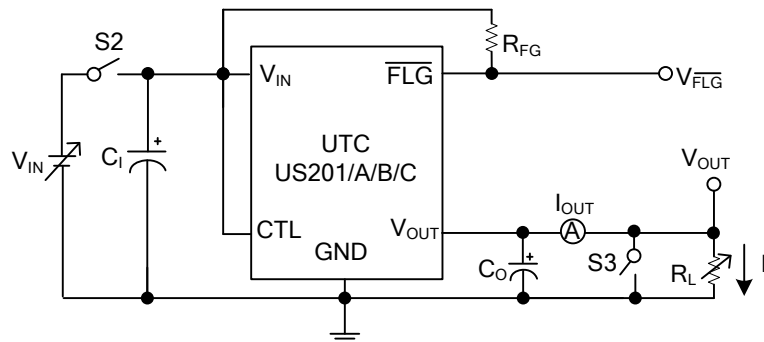 S2
R_FG
V_IN
FLG
V_FLG
UTC
US201/A/B/C
V_IN
C_I
V_OUT
I_OUT
CTL
V_OUT
A
GND
C_O
S3
R_L